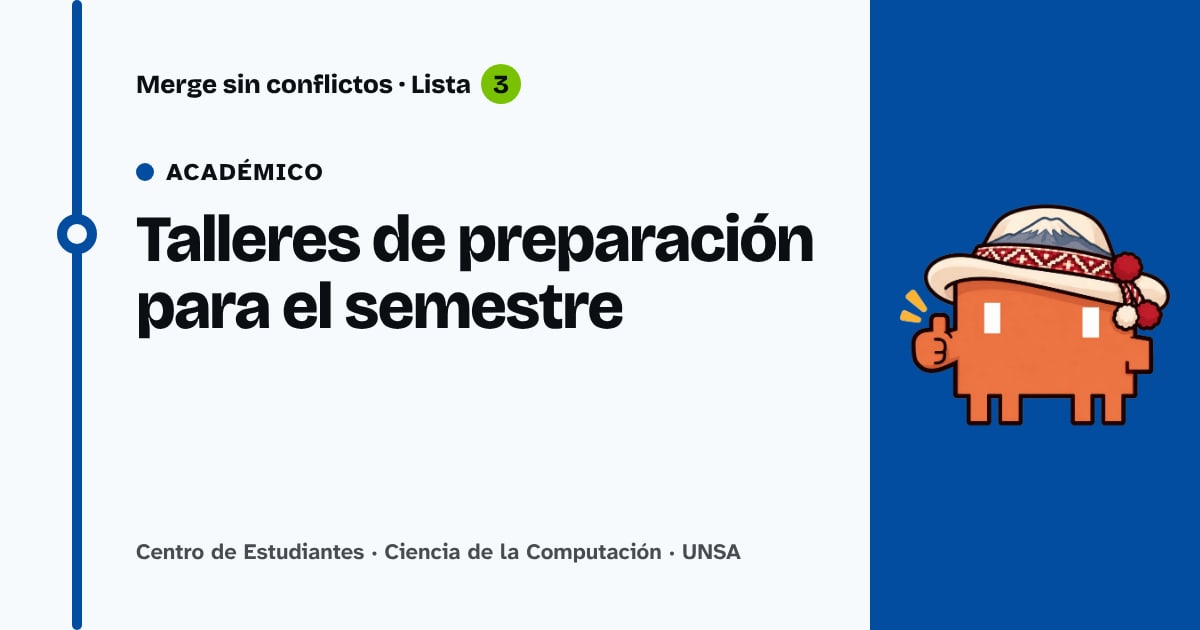 Merge sin conflictos · Lista 3
ACADÉMICO
Talleres de preparación
para el semestre
Centro de Estudiantes · Ciencia de la Computación · UNSA